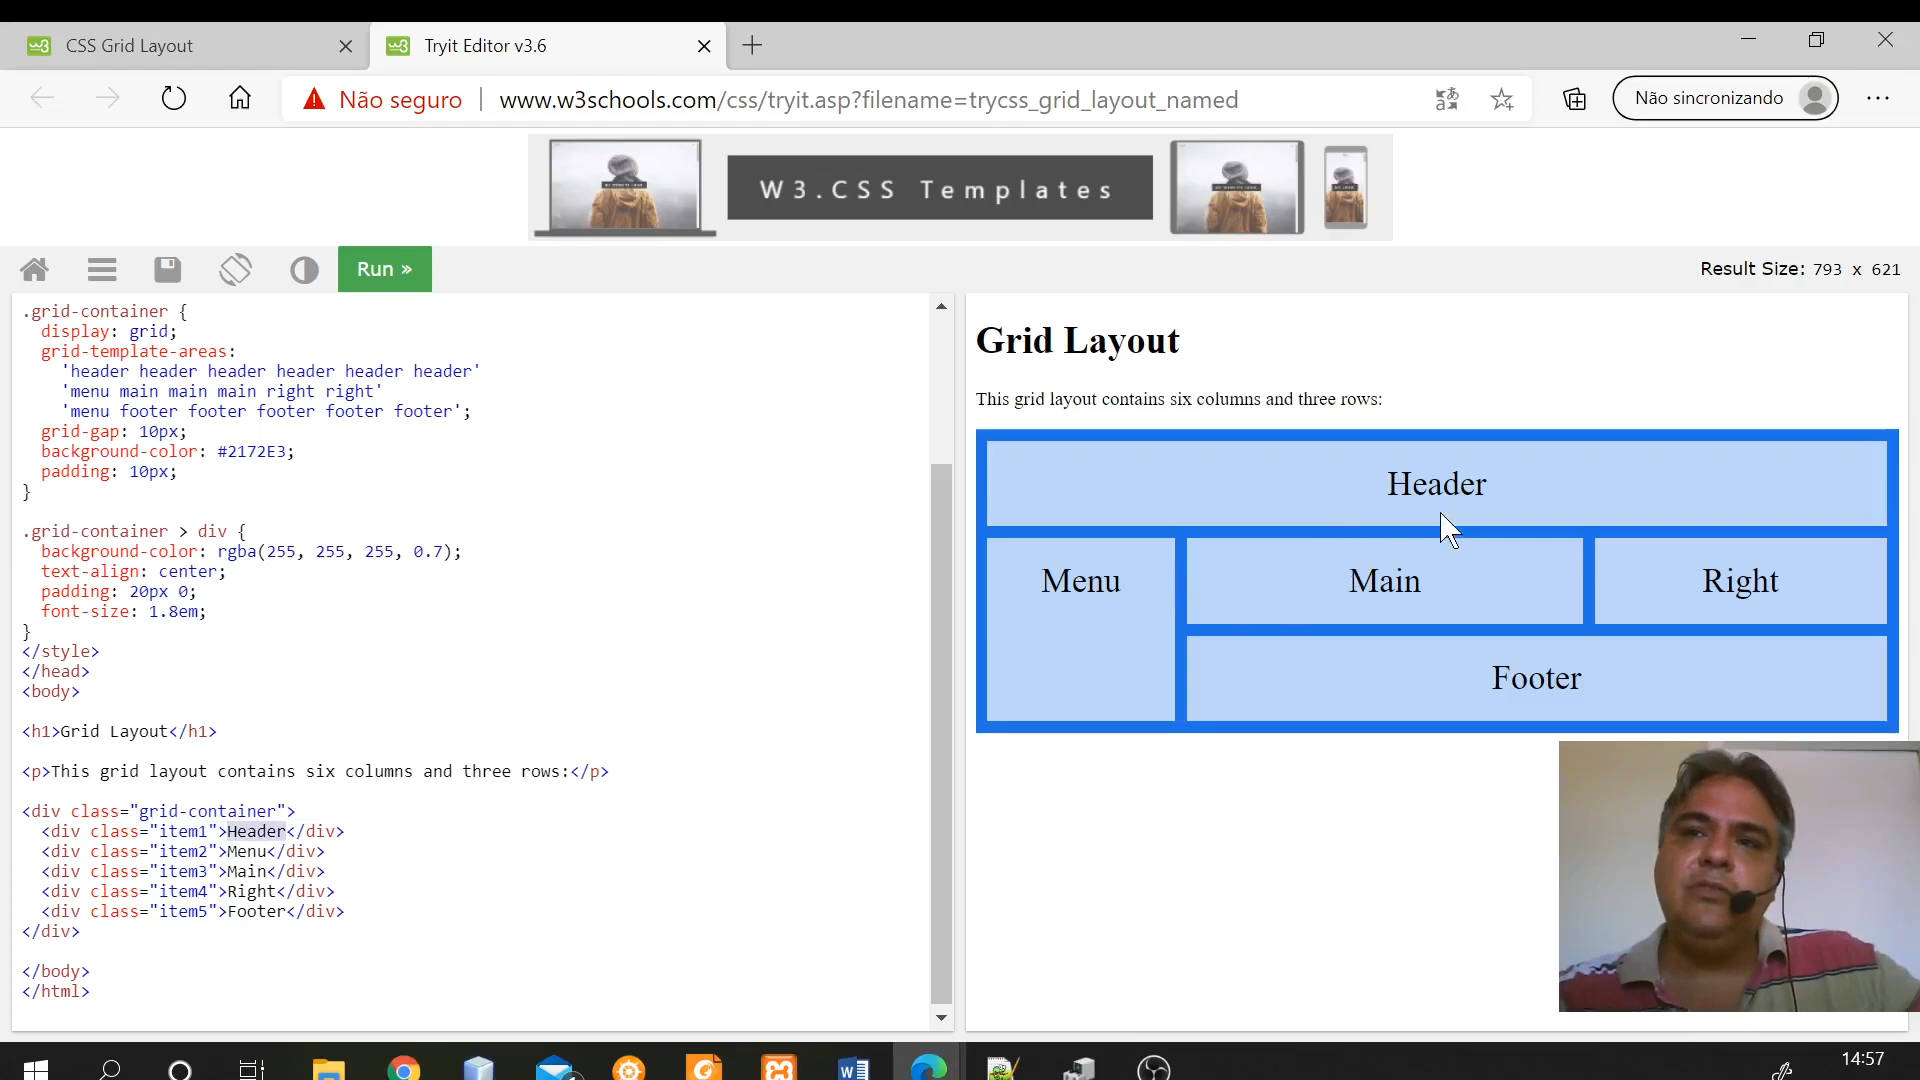 CSS Grid Layout
Tryit Editor v3.6
Não seguro | www.w3schools.com/css/tryit.asp?filename=trycss_grid_layout_named
Não sincronizando
W3.CSS Templates
Run »
Result Size: 793 x 621
.grid-container {
display: grid;
grid-template-areas:
'header header header header header header'
'menu main main main right right'
'menu footer footer footer footer footer';
grid-gap: 10px;
background-color: #2172E3;
padding: 10px;
}
.grid-container > div {
background-color: rgba(255, 255, 255, 0.7);
text-align: center;
padding: 20px 0;
font-size: 1.8em;
}
</style>
</head>
<body>
<h1>Grid Layout</h1>
<p>This grid layout contains six columns and three rows:</p>
<div class="grid-container">
<div class="item1">Header</div>
<div class="item2">Menu</div>
<div class="item3">Main</div>
<div class="item4">Right</div>
<div class="item5">Footer</div>
</div>
</body>
</html>
Grid Layout
This grid layout contains six columns and three rows:
Header
Menu
Main
Right
Footer
14:57